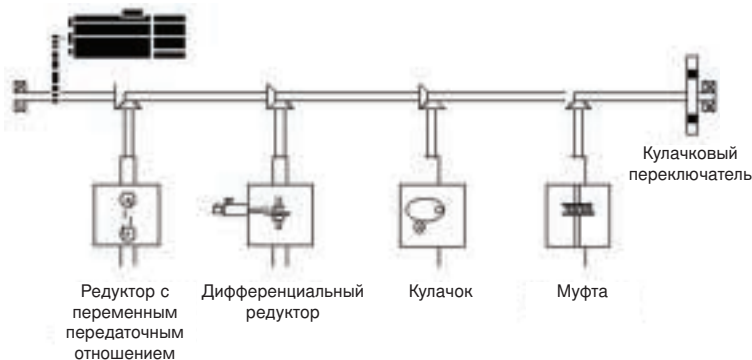 Кулачковый
переключатель
Редуктор с
переменным
передаточным
отношением
Дифференциальный
редуктор
Кулачок
Муфта